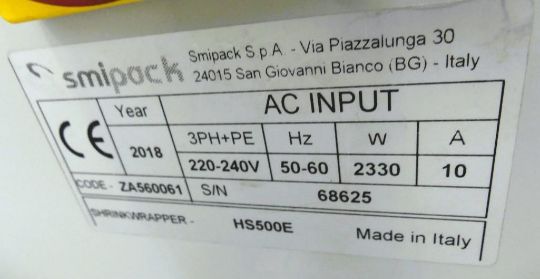 smipack
Smipack S.p.A. - Via Piazzalunga 30
24015 San Giovanni Bianco (BG) - Italy
CE
Year
2018
AC INPUT
3PH+PE Hz W A
220-240V 50-60 2330 10
CODE - ZA560061 S/N 68625
SHRINKWRAPPER - HS500E Made in Italy